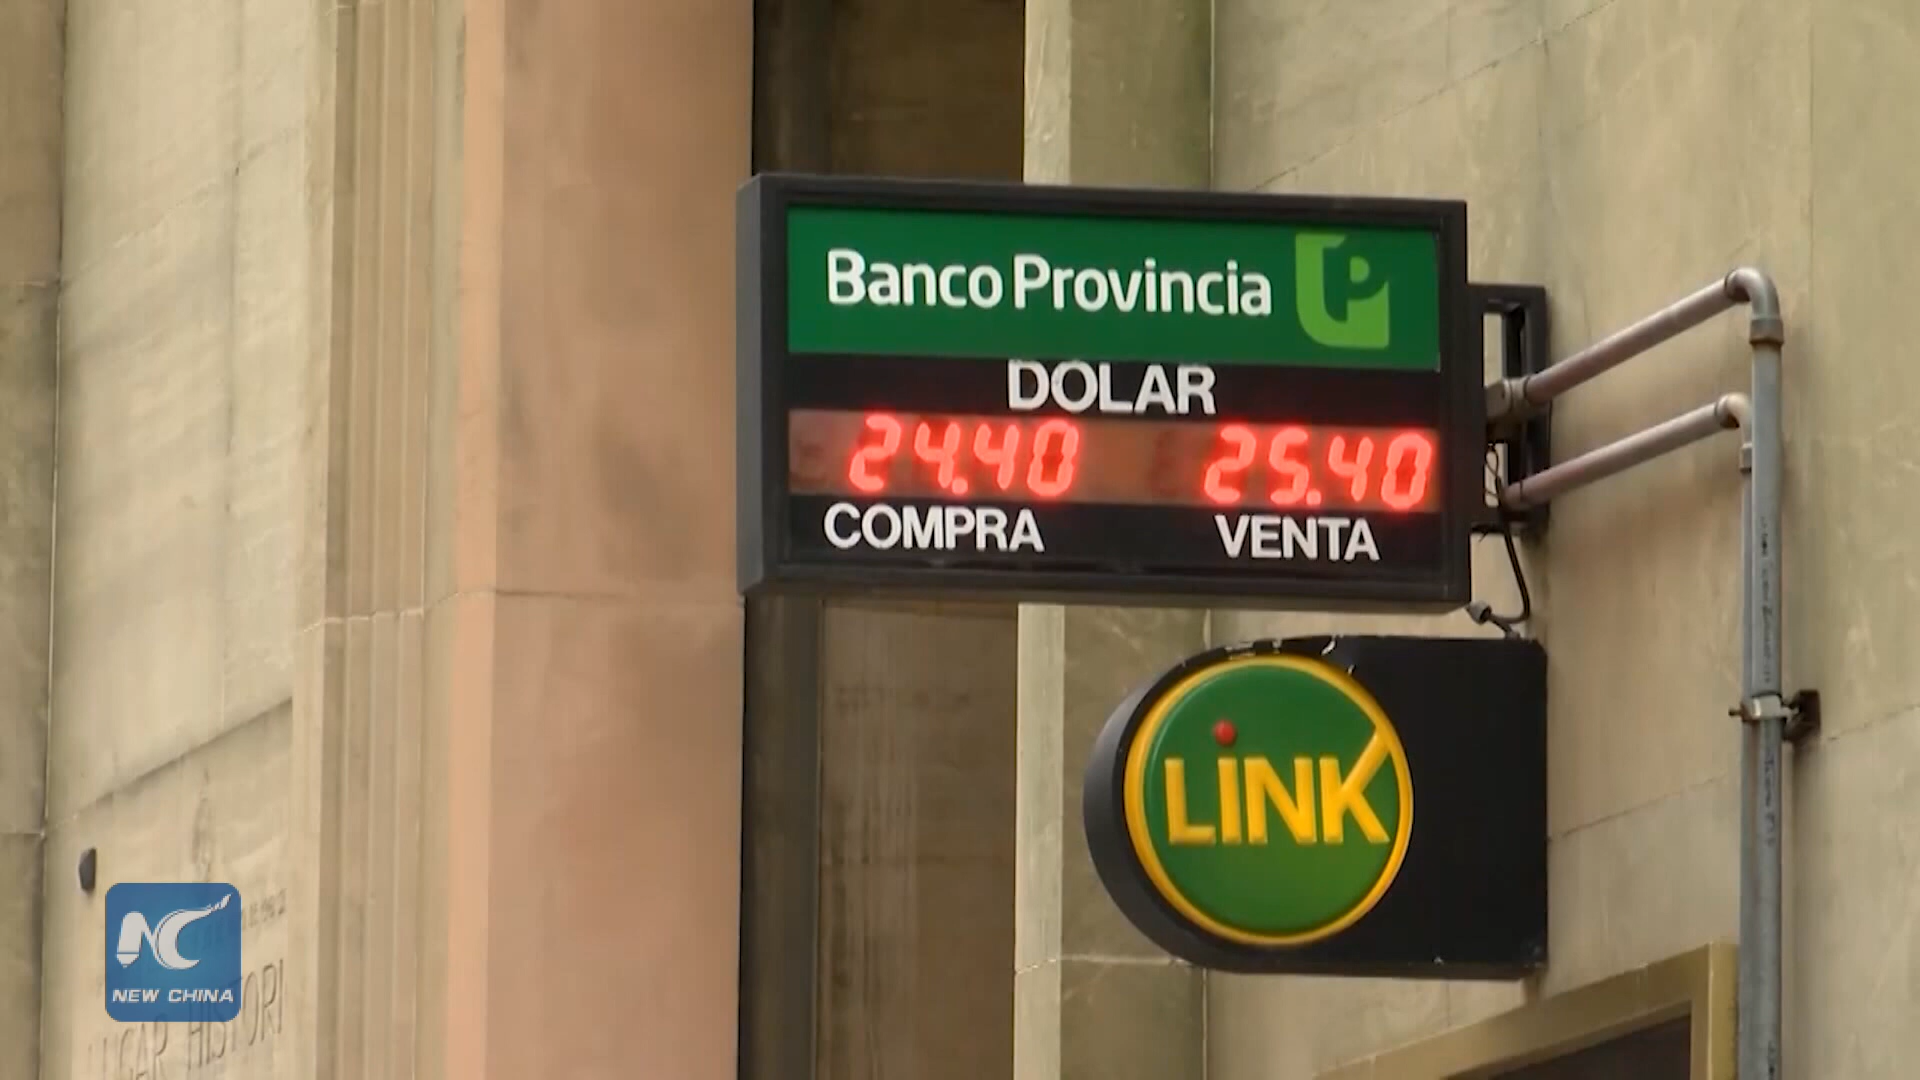 Banco Provincia
DOLAR
24.40 25.40
COMPRA VENTA
LINK
NEW CHINA